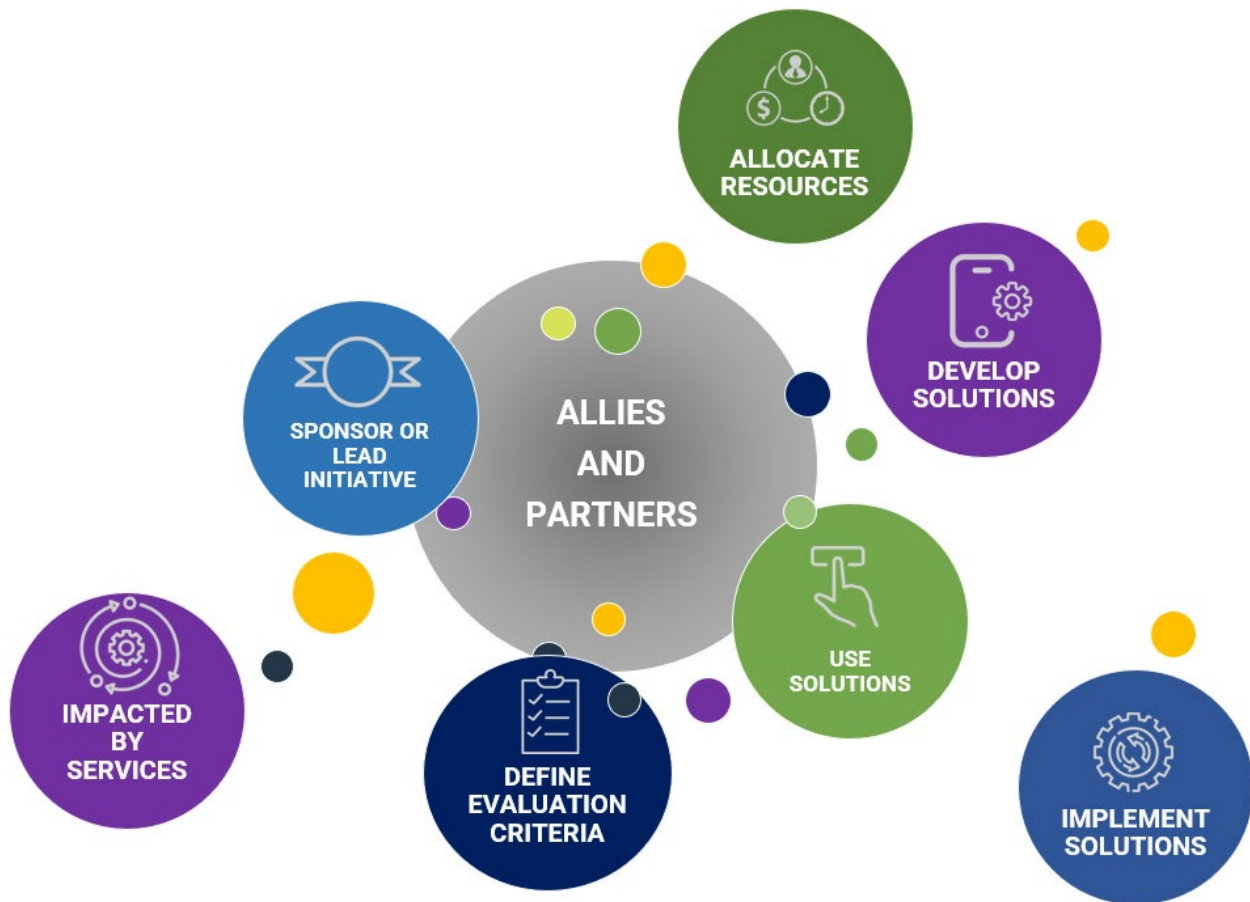 ALLOCATE
RESOURCES
DEVELOP
SOLUTIONS
ALLIES
AND
PARTNERS
SPONSOR OR
LEAD
INITIATIVE
USE
SOLUTIONS
IMPACTED
BY
SERVICES
DEFINE
EVALUATION
CRITERIA
IMPLEMENT
SOLUTIONS
$